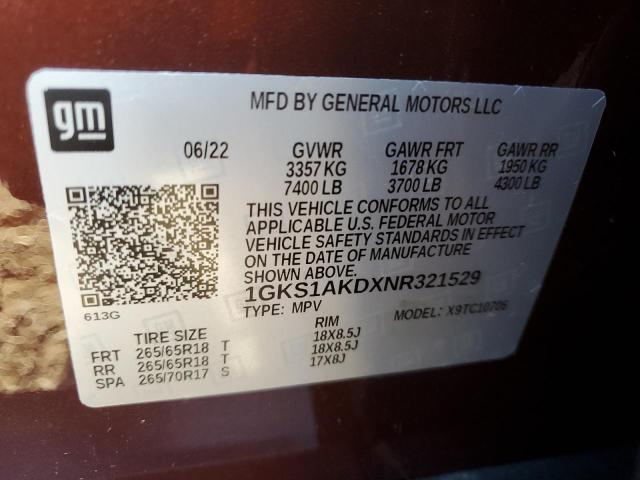 gm
MFD BY GENERAL MOTORS LLC
06/22 GVWR GAWR FRT GAWR RR
3357 KG 1678 KG 1950 KG
7400 LB 3700 LB 4300 LB
THIS VEHICLE CONFORMS TO ALL
APPLICABLE U.S. FEDERAL MOTOR
VEHICLE SAFETY STANDARDS IN EFFECT
ON THE DATE OF MANUFACTURE
SHOWN ABOVE.
1GKS1AKDXNR321529
613G
TYPE: MPV MODEL: X9TC10706
TIRE SIZE RIM
FRT 265/65R18 T 18X8.5J
RR 265/65R18 T 18X8.5J
SPA 265/70R17 S 17X8J